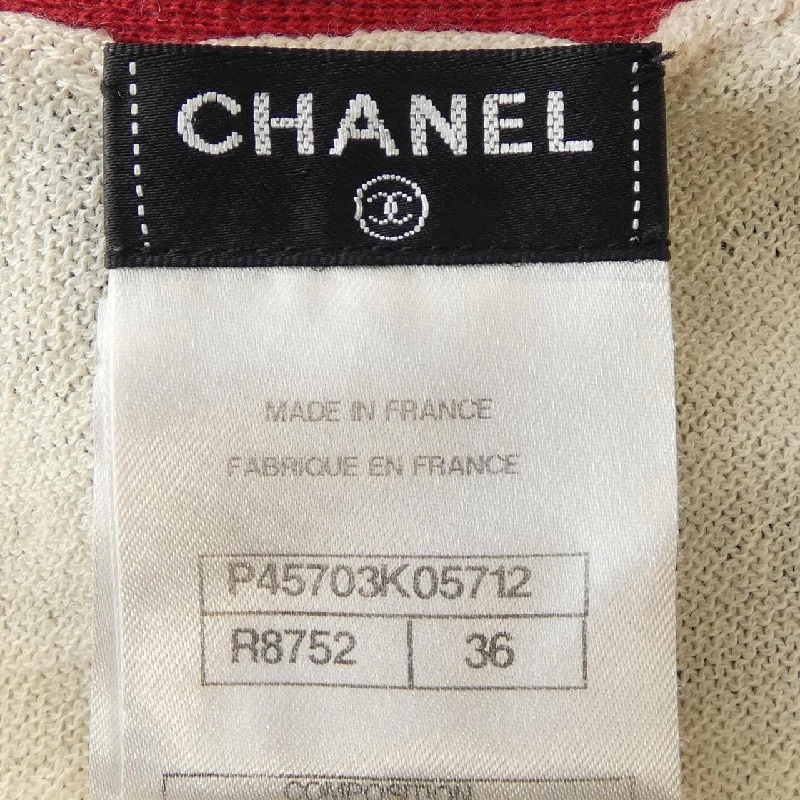 CHANEL
MADE IN FRANCE
FABRIQUE EN FRANCE
P45703K05712
R8752 36
COMPOSITION